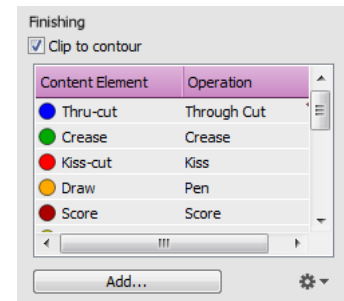 Finishing
Clip to contour
Content Element Operation
Thru-cut Through Cut
Crease Crease
Kiss-cut Kiss
Draw Pen
Score Score
Add...